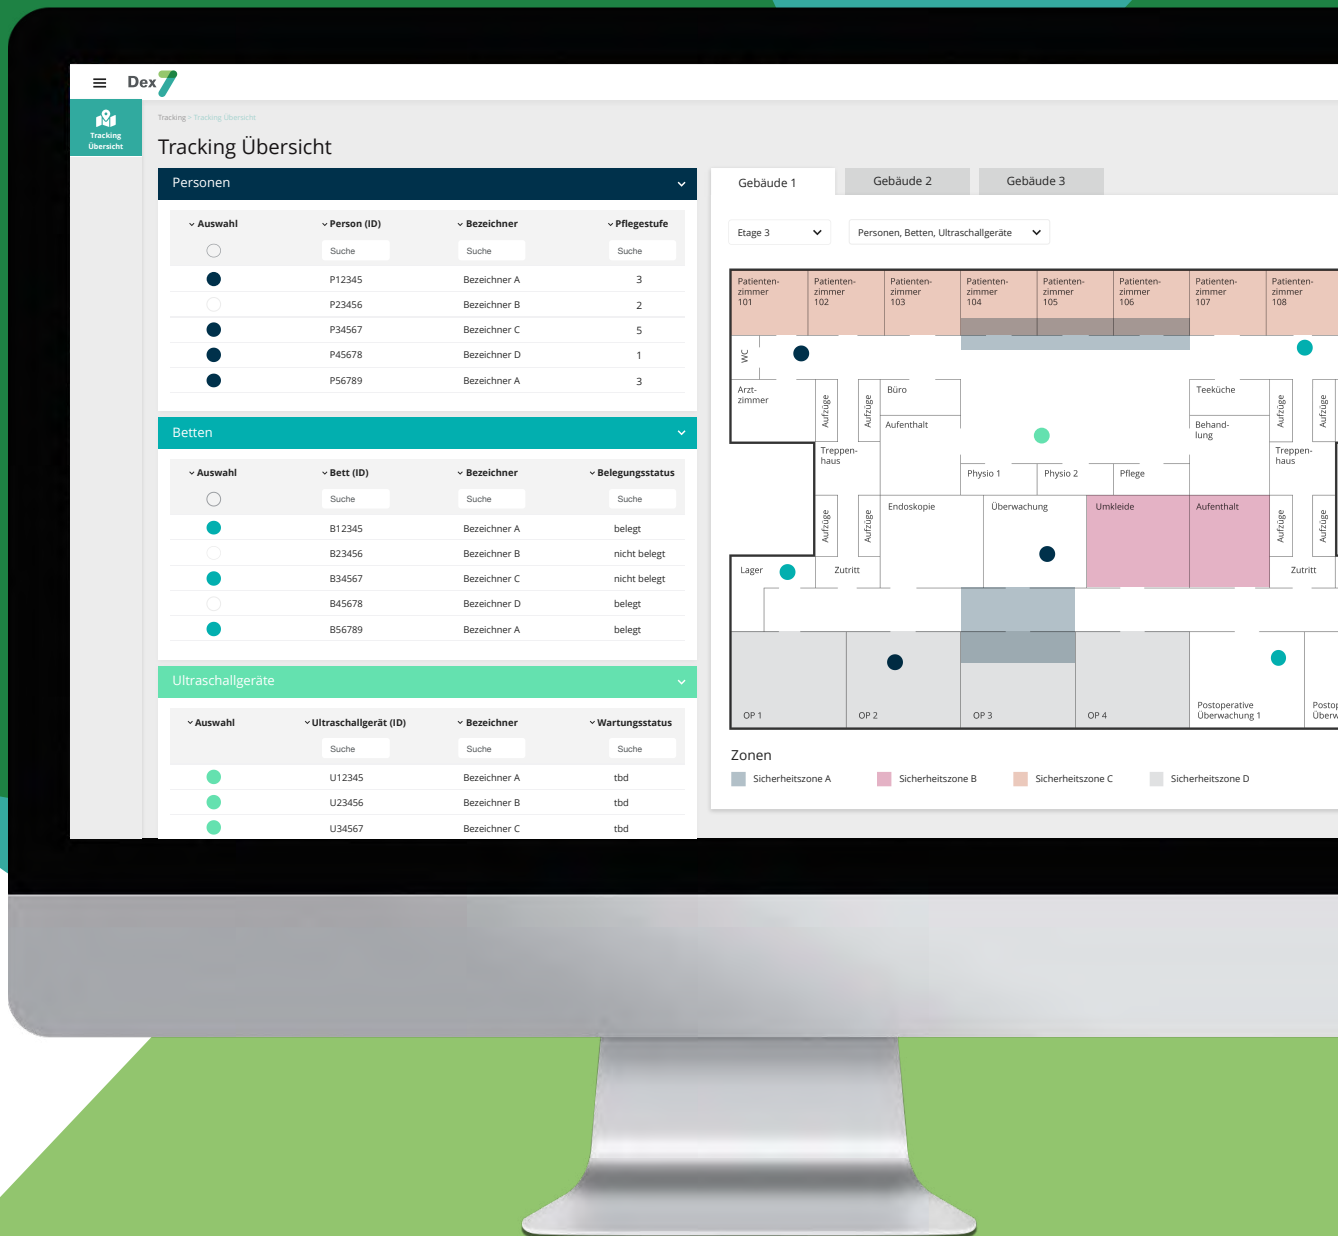 Dex7
Tracking
Übersicht
Tracking > Tracking Übersicht
Tracking Übersicht
Personen
Auswahl Person (ID) Bezeichner Pflegestufe
Suche Suche Suche
P12345 Bezeichner A 3
P23456 Bezeichner B 2
P34567 Bezeichner C 5
P45678 Bezeichner D 1
P56789 Bezeichner A 3
Betten
Auswahl Bett (ID) Bezeichner Belegungsstatus
Suche Suche Suche
B12345 Bezeichner A belegt
B23456 Bezeichner B nicht belegt
B34567 Bezeichner C nicht belegt
B45678 Bezeichner D belegt
B56789 Bezeichner A belegt
Ultraschallgeräte
Auswahl Ultraschallgerät (ID) Bezeichner Wartungsstatus
Suche Suche Suche
U12345 Bezeichner A tbd
U23456 Bezeichner B tbd
U34567 Bezeichner C tbd
Gebäude 1 Gebäude 2 Gebäude 3
Etage 3 Personen, Betten, Ultraschallgeräte
Patienten-
zimmer
101
Patienten-
zimmer
102
Patienten-
zimmer
103
Patienten-
zimmer
104
Patienten-
zimmer
105
Patienten-
zimmer
106
Patienten-
zimmer
107
Patienten-
zimmer
108
WC
Arzt-
zimmer
Aufzüge
Aufzüge
Büro
Aufenthalt
Teeküche
Behand-
lung
Aufzüge
Aufzüge
Treppen-
haus
Physio 1
Physio 2
Pflege
Treppen-
haus
Aufzüge
Aufzüge
Endoskopie
Überwachung
Umkleide
Aufenthalt
Aufzüge
Aufzüge
Lager
Zutritt
Zutritt
OP 1
OP 2
OP 3
OP 4
Postoperative
Überwachung 1
Postop
Überw
Zonen
Sicherheitszone A Sicherheitszone B Sicherheitszone C Sicherheitszone D